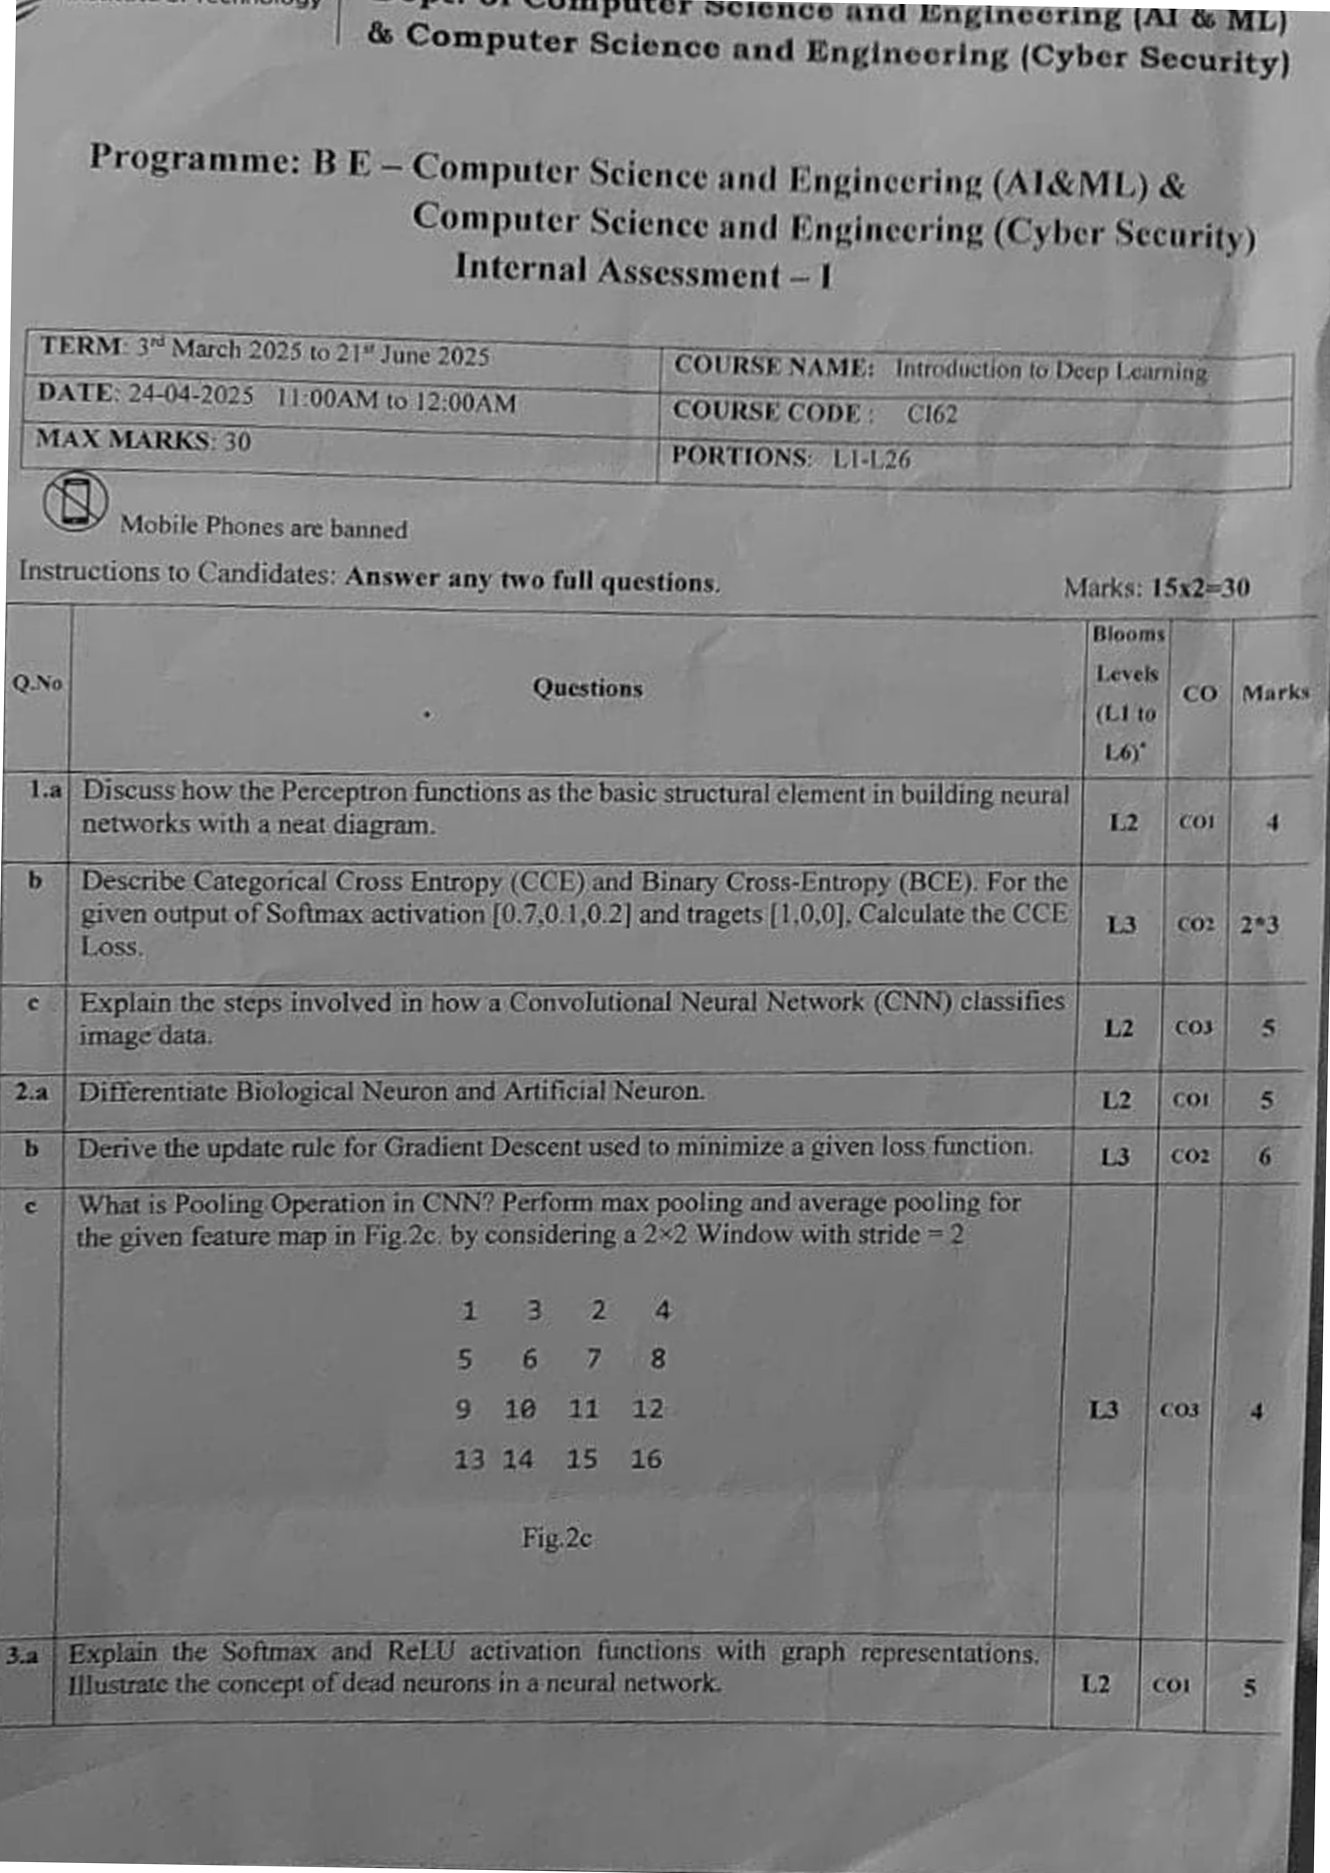 Dept. of Computer Science and Engineering (AI & ML)
& Computer Science and Engineering (Cyber Security)
Programme: B E – Computer Science and Engineering (AI&ML) &
Computer Science and Engineering (Cyber Security)
Internal Assessment – I
TERM: 3rd March 2025 to 21st June 2025
COURSE NAME: Introduction to Deep Learning
DATE: 24-04-2025 11:00AM to 12:00AM
COURSE CODE : CI62
MAX MARKS: 30
PORTIONS: L1-L26
Mobile Phones are banned
Instructions to Candidates: Answer any two full questions.
Marks: 15x2=30
Q.No
Questions
Blooms
Levels
(L1 to
L6)*
CO
Marks
1.a Discuss how the Perceptron functions as the basic structural element in building neural
networks with a neat diagram.
L2 CO1 4
b Describe Categorical Cross Entropy (CCE) and Binary Cross-Entropy (BCE). For the
given output of Softmax activation [0.7,0.1,0.2] and tragets [1,0,0], Calculate the CCE
Loss.
L3 CO2 2*3
c Explain the steps involved in how a Convolutional Neural Network (CNN) classifies
image data.
L2 CO3 5
2.a Differentiate Biological Neuron and Artificial Neuron.
L2 CO1 5
b Derive the update rule for Gradient Descent used to minimize a given loss function.
L3 CO2 6
c What is Pooling Operation in CNN? Perform max pooling and average pooling for
the given feature map in Fig.2c. by considering a 2×2 Window with stride = 2
1 3 2 4
5 6 7 8
9 10 11 12
13 14 15 16
Fig.2c
L3 CO3 4
3.a Explain the Softmax and ReLU activation functions with graph representations.
Illustrate the concept of dead neurons in a neural network.
L2 CO1 5